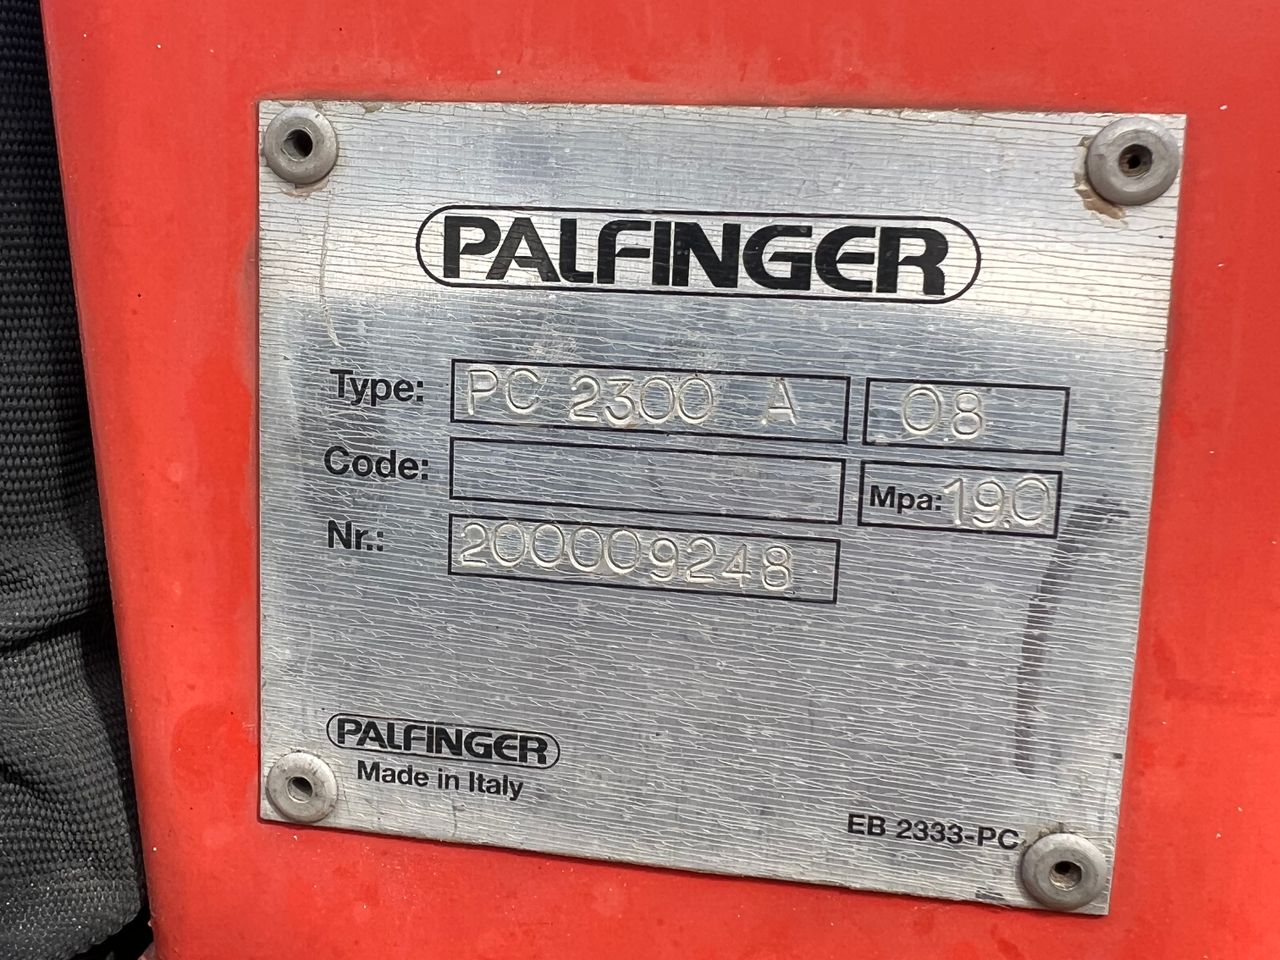 PALFINGER
Type: PC 2300 A 08
Code:
Mpa: 19.0
Nr.: 200009248
PALFINGER
Made in Italy
EB 2333-PC